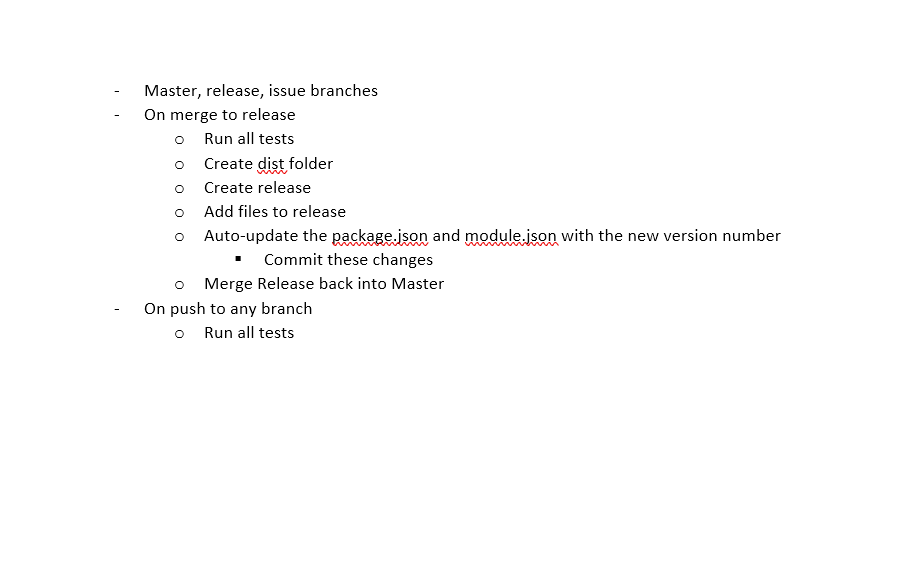 - Master, release, issue branches
- On merge to release
o Run all tests
o Create dist folder
o Create release
o Add files to release
o Auto-update the package.json and module.json with the new version number
▪ Commit these changes
o Merge Release back into Master
- On push to any branch
o Run all tests